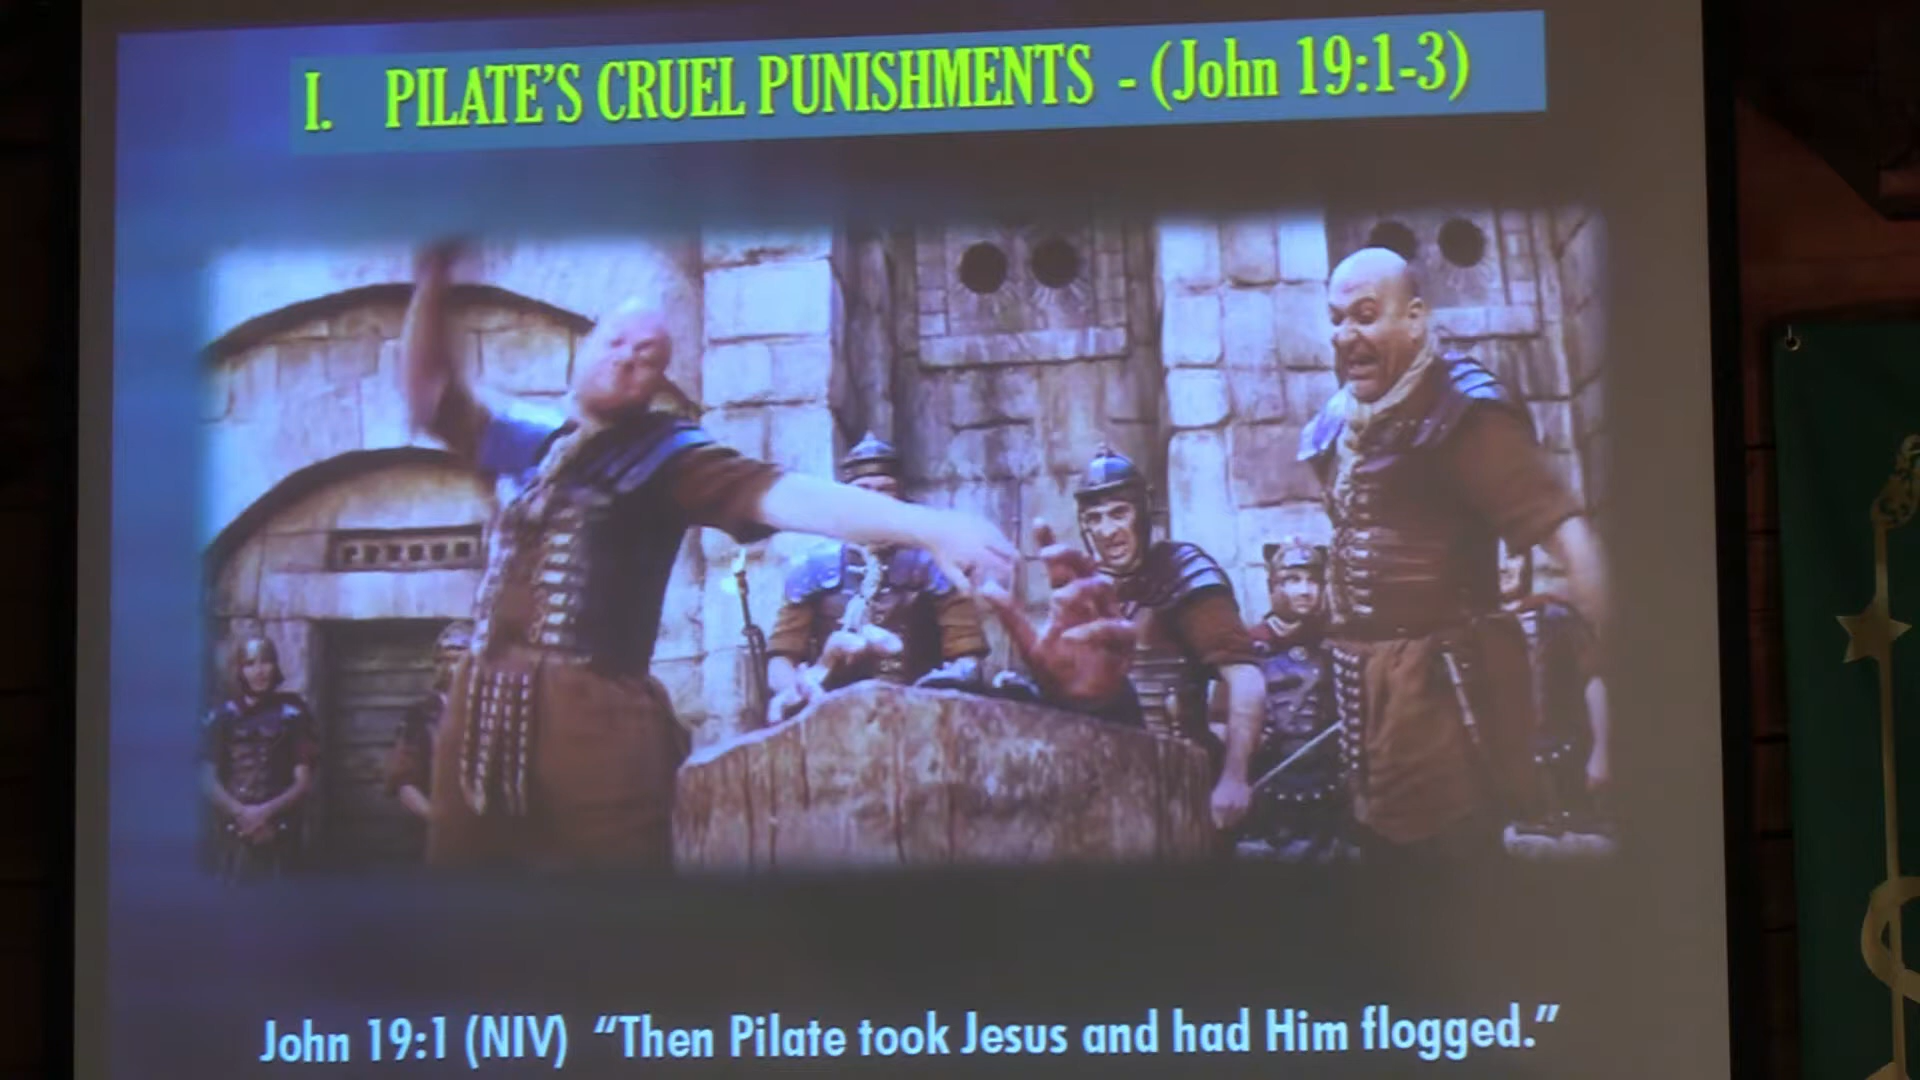 I. PILATE'S CRUEL PUNISHMENTS - (John 19:1-3)
John 19:1 (NIV) “Then Pilate took Jesus and had Him flogged.”